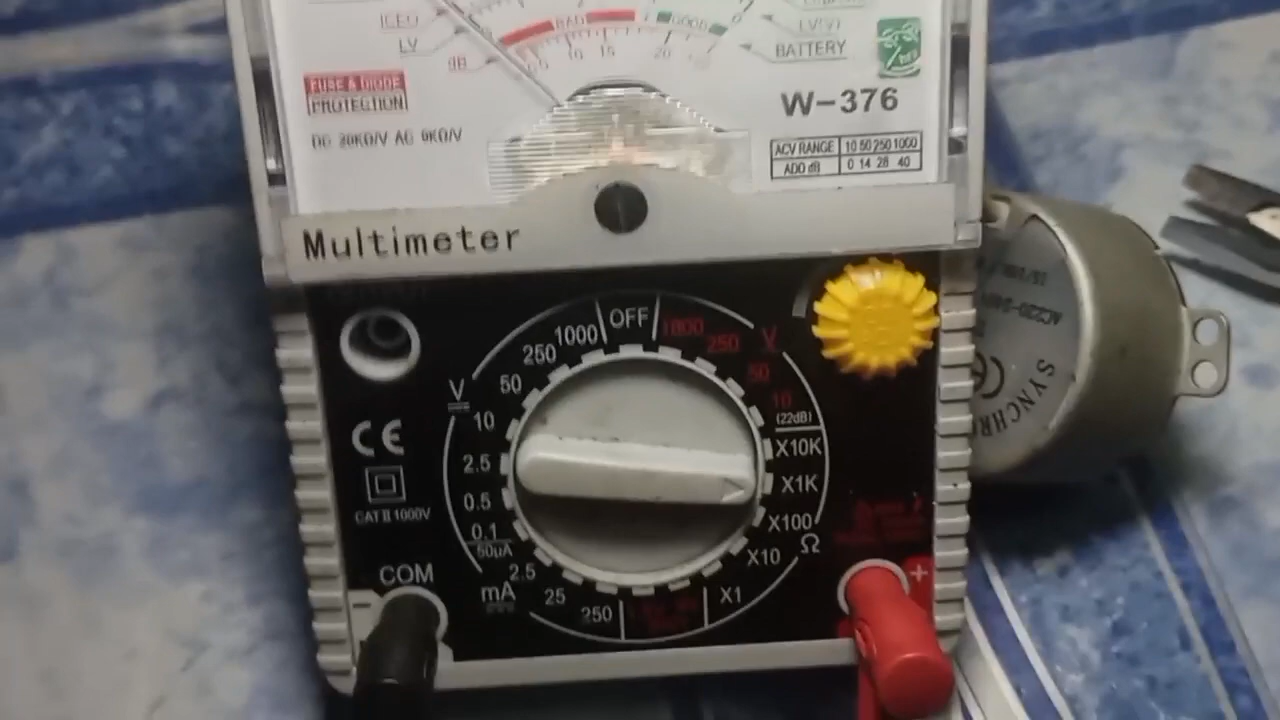 ICEO
LV
dB
BAD
GOOD
10 15
20
LV(V)
BATTERY
FUSE & DIODE
PROTECTION
DC 20KΩ/V AC 9KΩ/V
W-376
ACV RANGE 10 50 250 1000
ADD dB 0 14 28 40
Multimeter
OFF
1000
250
50
10
2.5
0.5
0.1
50µA
2.5
25
250
V
mA
1000
250
50
10
(22dB)
V
X10K
X1K
X100
X10
X1
Ω
CE
CAT II 1000V
COM
-
+
AC220-240V
SYNCHR